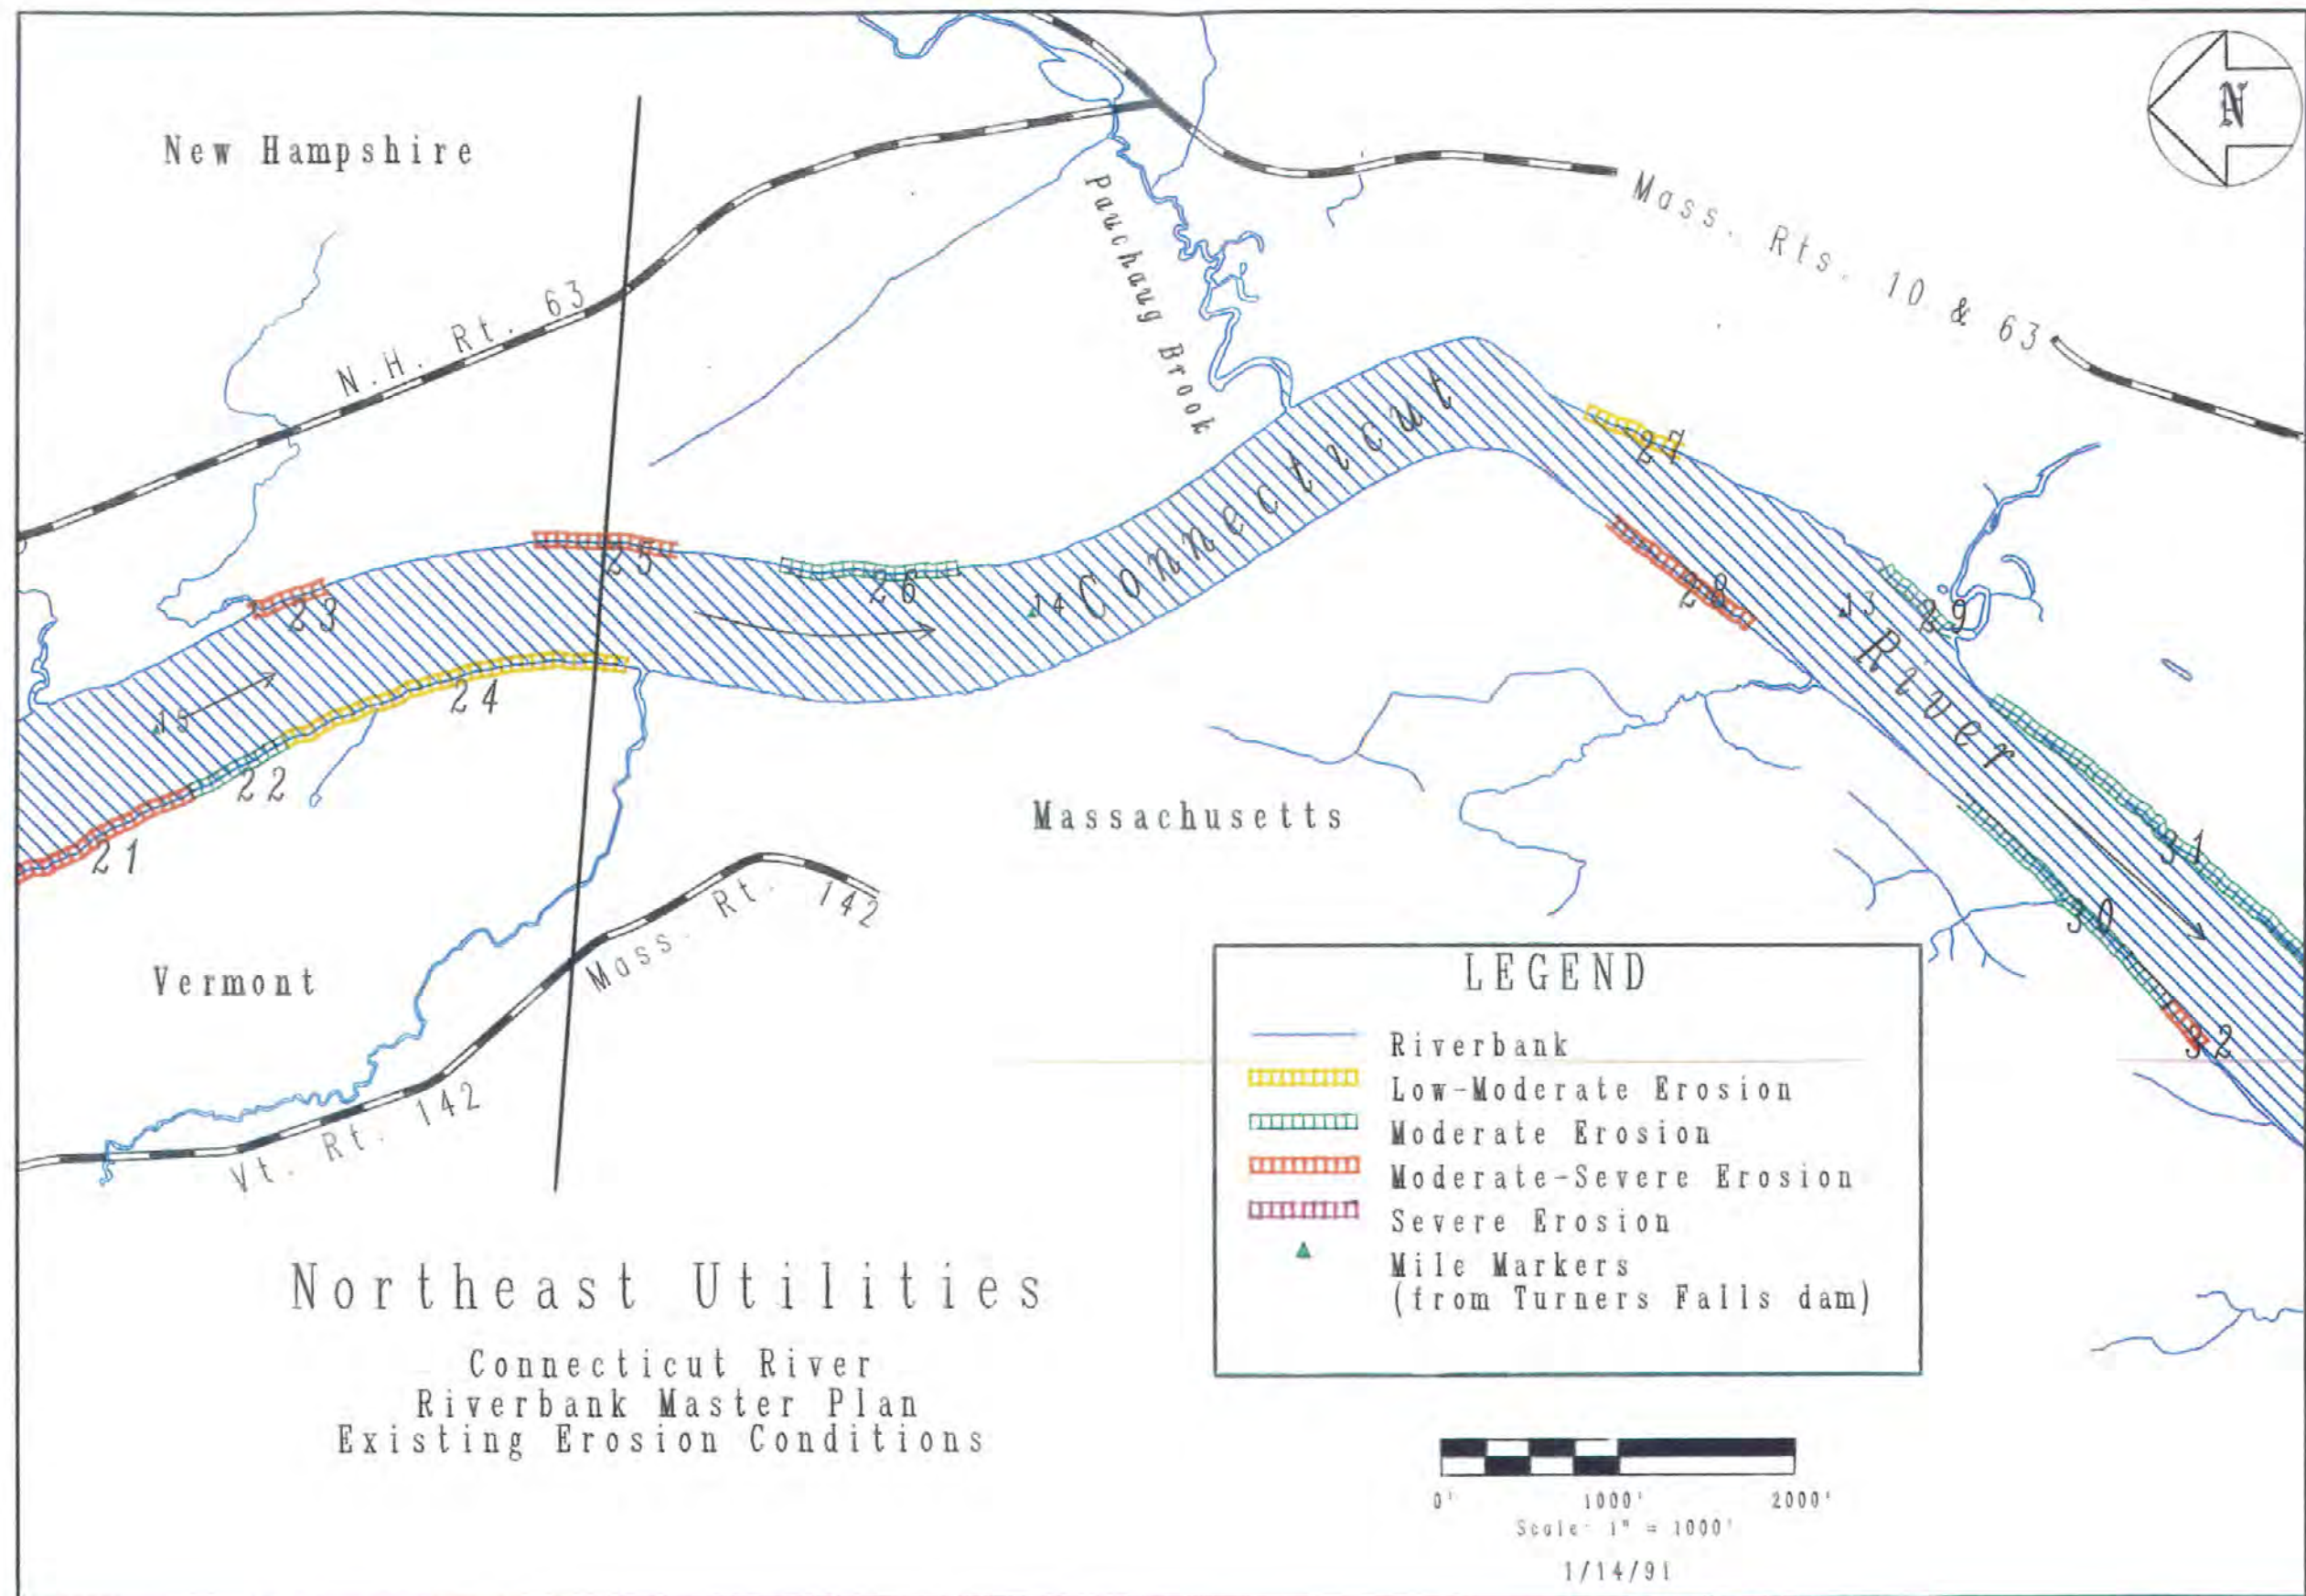 N
New Hampshire
N.H. Rt. 63
Pauchaug Brook
Mass. Rts. 10 & 63
Connecticut
River
27
25
26
14
23
28
13
29
24
15
22
21
31
30
32
Massachusetts
Mass. Rt. 142
Vermont
Vt. Rt. 142
LEGEND
Riverbank
Low-Moderate Erosion
Moderate Erosion
Moderate-Severe Erosion
Severe Erosion
Mile Markers
(from Turners Falls dam)
Northeast Utilities
Connecticut River
Riverbank Master Plan
Existing Erosion Conditions
0' 1000' 2000'
Scale: 1" = 1000'
1/14/91